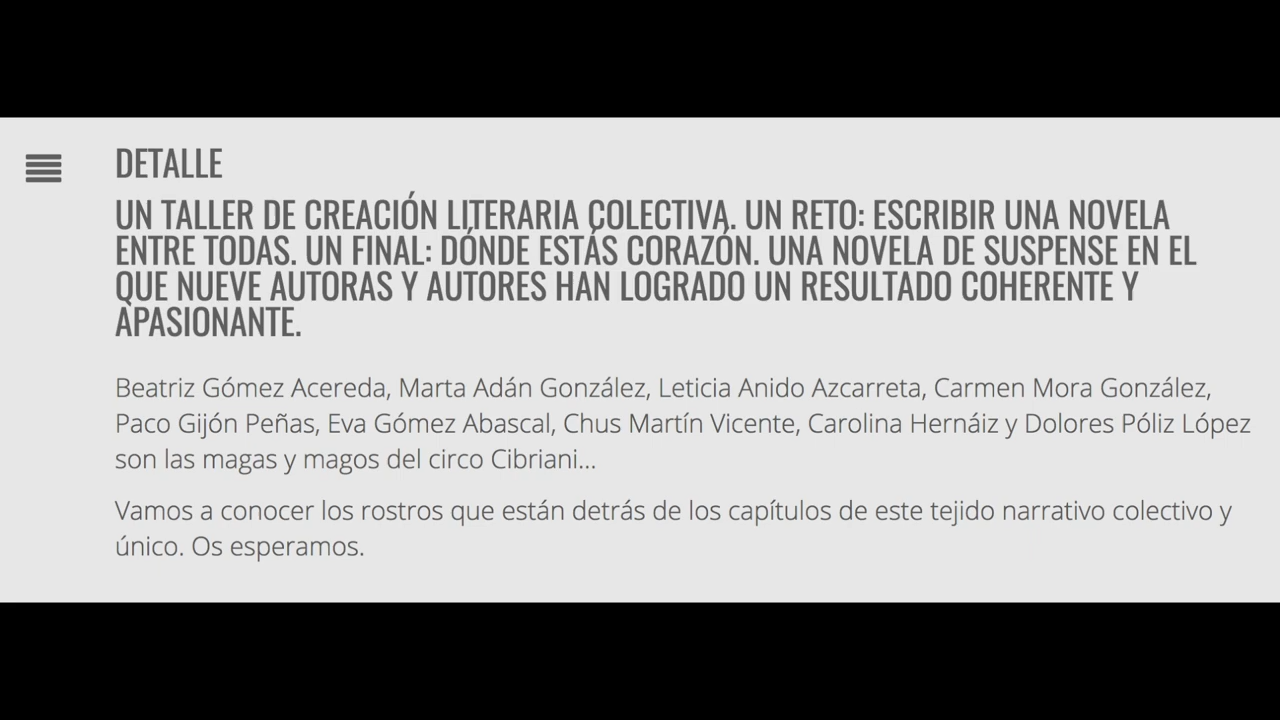 DETALLE
UN TALLER DE CREACIÓN LITERARIA COLECTIVA. UN RETO: ESCRIBIR UNA NOVELA
ENTRE TODAS. UN FINAL: DÓNDE ESTÁS CORAZÓN. UNA NOVELA DE SUSPENSE EN EL
QUE NUEVE AUTORAS Y AUTORES HAN LOGRADO UN RESULTADO COHERENTE Y
APASIONANTE.
Beatriz Gómez Acereda, Marta Adán González, Leticia Anido Azcarreta, Carmen Mora González,
Paco Gijón Peñas, Eva Gómez Abascal, Chus Martín Vicente, Carolina Hernáiz y Dolores Póliz López
son las magas y magos del circo Cibriani...
Vamos a conocer los rostros que están detrás de los capítulos de este tejido narrativo colectivo y
único. Os esperamos.